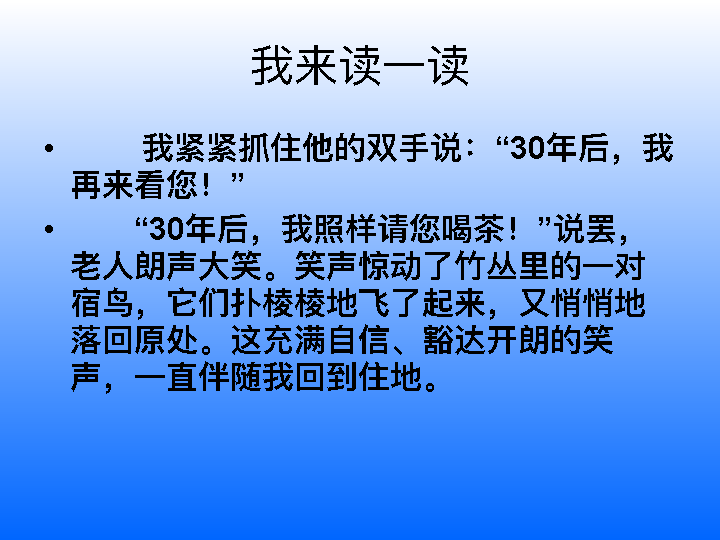 我来读一读
• 我紧紧抓住他的双手说：“30年后，我
再来看您！”
• “30年后，我照样请您喝茶！”说罢，
老人朗声大笑。笑声惊动了竹丛里的一对
宿鸟，它们扑棱棱地飞了起来，又悄悄地
落回原处。这充满自信、豁达开朗的笑
声，一直伴随我回到住地。